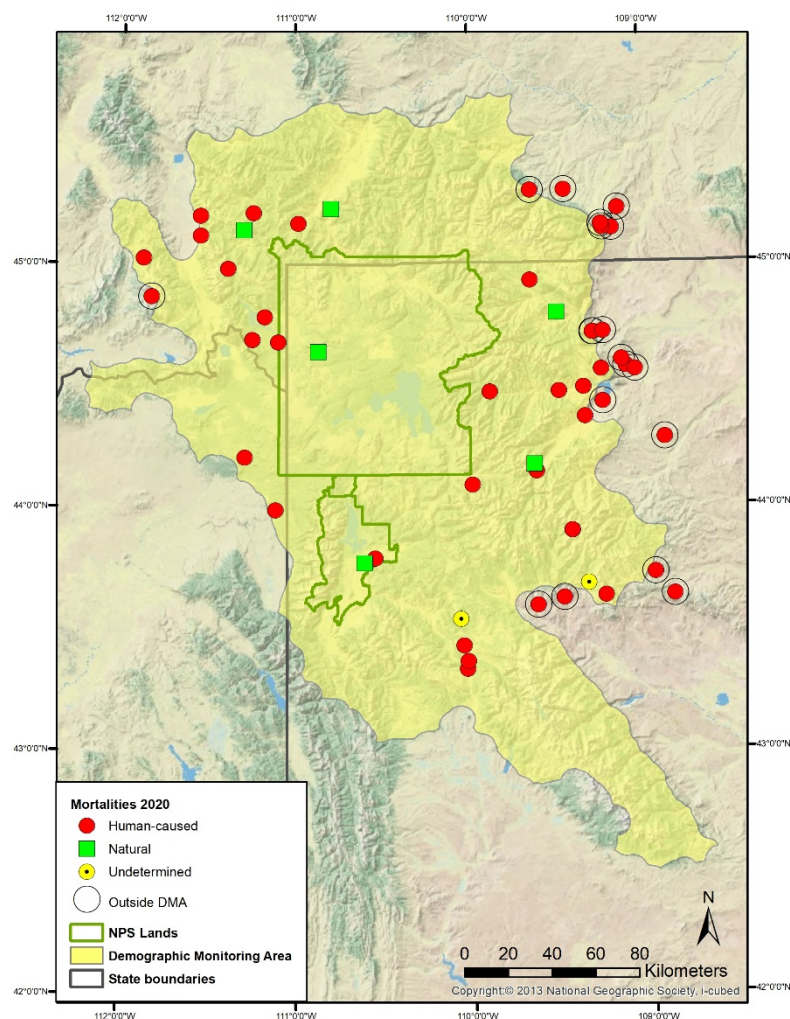 112°0'0"W 111°0'0"W 100°0'0"W 109°0'0"W
45°0'0"N 45°0'0"N
44°0'0"N 44°0'0"N
43°0'0"N 43°0'0"N
Mortalities 2020
Human-caused
Natural
Undetermined
Outside DMA
NPS Lands
Demographic Monitoring Area
State boundaries
N
0 20 40 60 80
Kilometers
Copyright:© 2013 National Geographic Society, i-cubed
42°0'0"N 42°0'0"N
112°0'0"W 111°0'0"W 100°0'0"W 109°0'0"W